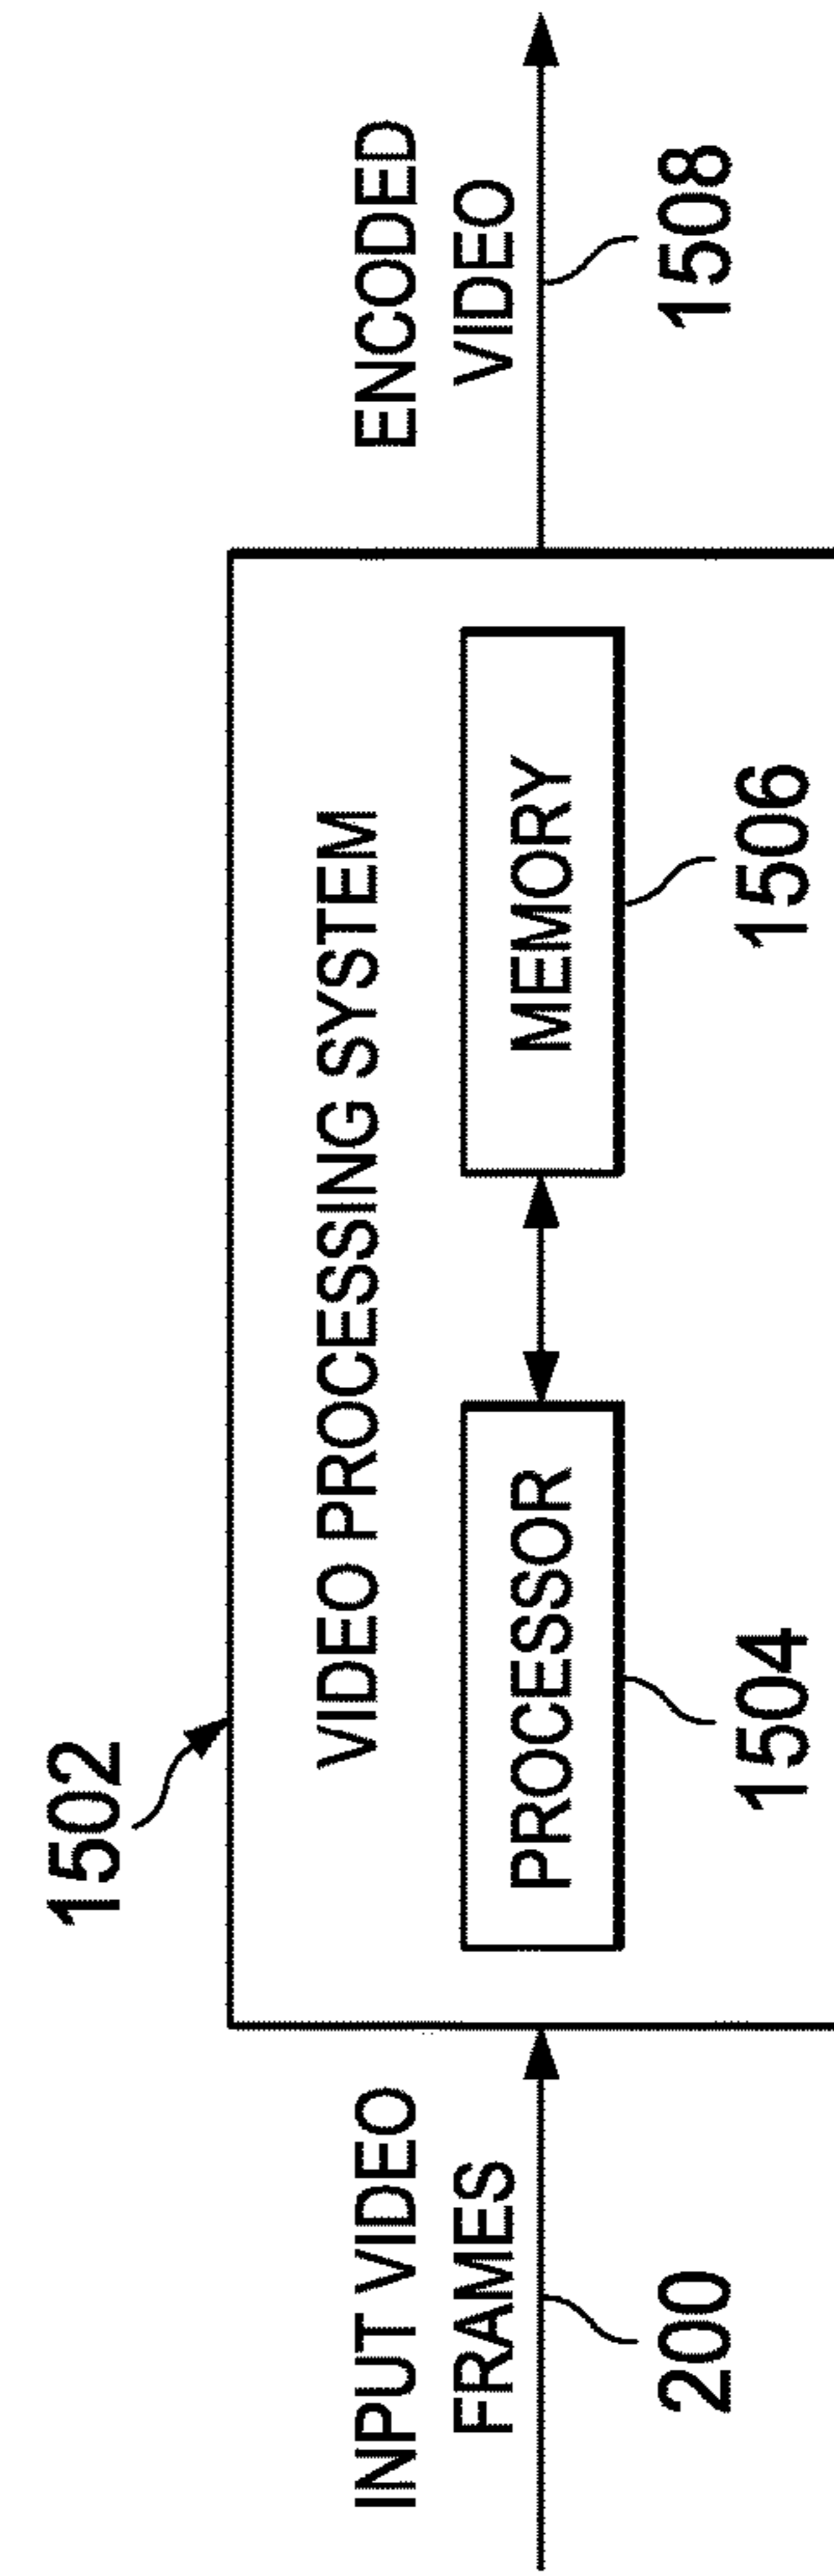 1502
VIDEO PROCESSING SYSTEM
INPUT VIDEO
FRAMES
200
PROCESSOR
1504
MEMORY
1506
ENCODED
VIDEO
1508